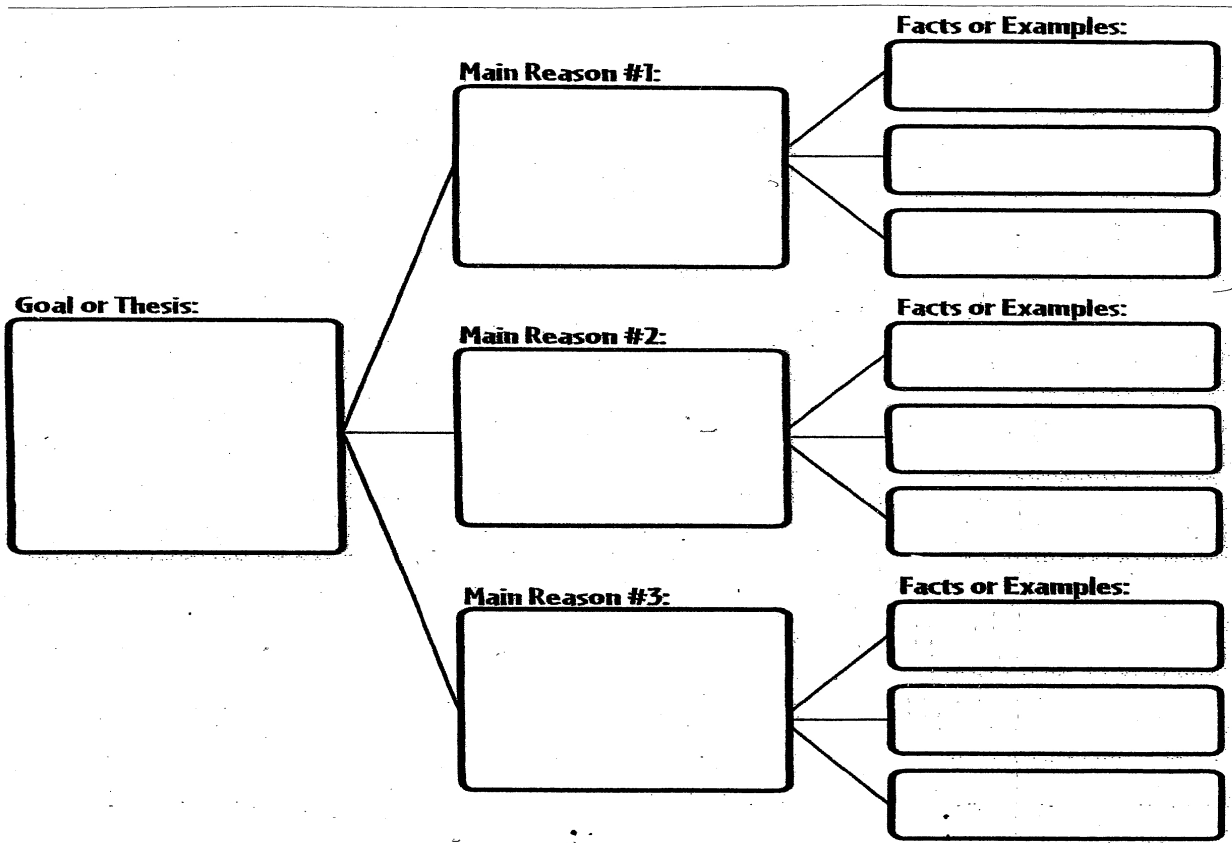 Facts or Examples:
Main Reason #1:
Goal or Thesis:
Facts or Examples:
Main Reason #2:
Facts or Examples:
Main Reason #3: